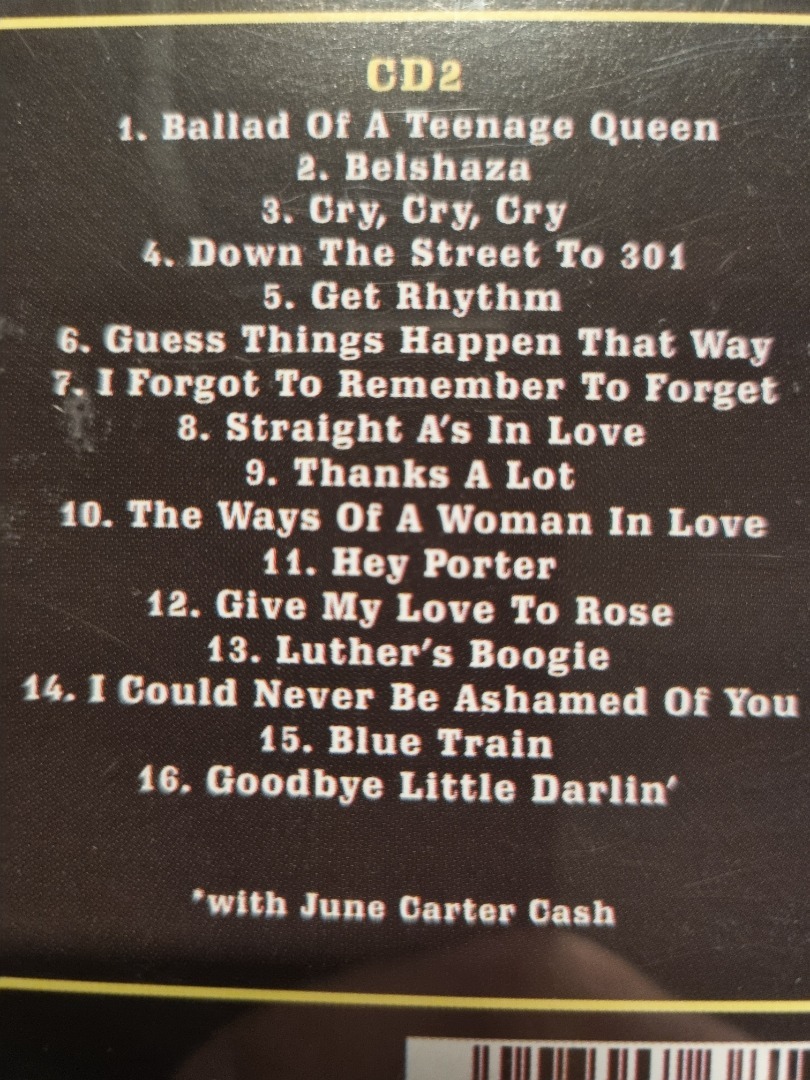 CD2
1. Ballad Of A Teenage Queen
2. Belshaza
3. Cry, Cry, Cry
4. Down The Street To 301
5. Get Rhythm
6. Guess Things Happen That Way
7. I Forgot To Remember To Forget
8. Straight A's In Love
9. Thanks A Lot
10. The Ways Of A Woman In Love
11. Hey Porter
12. Give My Love To Rose
13. Luther's Boogie
14. I Could Never Be Ashamed Of You
15. Blue Train
16. Goodbye Little Darlin'
*with June Carter Cash